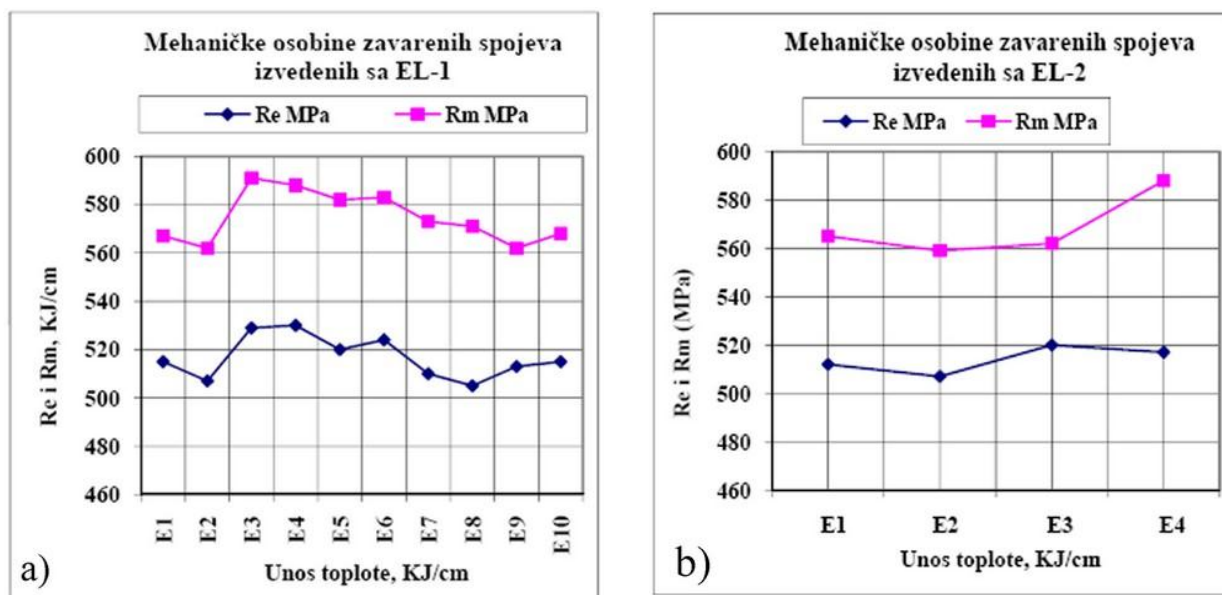 Mehaničke osobine zavarenih spojeva
izvedenih sa EL-1
Re MPa Rm MPa
600
580
560
540
520
500
480
460
Re i Rm, KJ/cm
E1 E2 E3 E4 E5 E6 E7 E8 E9 E10
Unos toplote, KJ/cm
a)
Mehaničke osobine zavarenih spojeva
izvedenih sa EL-2
Re MPa Rm MPa
600
580
560
540
520
500
480
460
Re i Rm (MPa)
E1 E2 E3 E4
Unos toplote, KJ/cm
b)